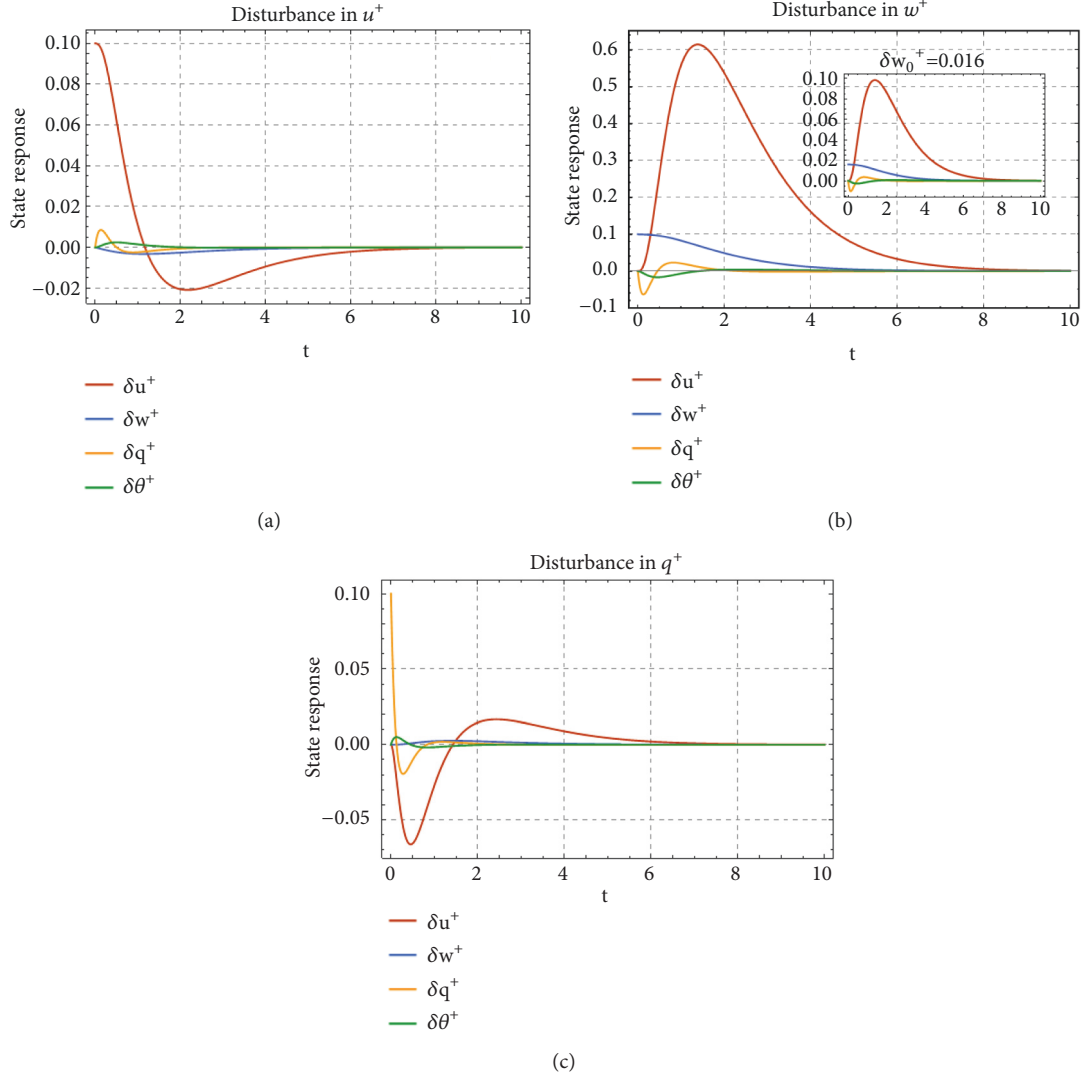 Disturbance in u⁺
State response
0.10
0.08
0.06
0.04
0.02
0.00
−0.02
0 2 4 6 8 10
t
δu⁺
δw⁺
δq⁺
δθ⁺
(a)
Disturbance in w⁺
State response
0.6
0.5
0.4
0.3
0.2
0.1
0.0
−0.1
0 2 4 6 8 10
t
δw₀⁺=0.016
0.10
0.08
0.06
0.04
0.02
0.00
0 2 4 6 8 10
δu⁺
δw⁺
δq⁺
δθ⁺
(b)
Disturbance in q⁺
State response
0.10
0.05
0.00
−0.05
0 2 4 6 8 10
t
δu⁺
δw⁺
δq⁺
δθ⁺
(c)